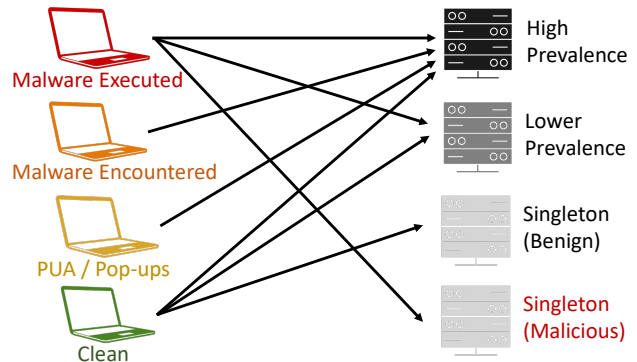 Malware Executed
Malware Encountered
PUA / Pop-ups
Clean
High
Prevalence
Lower
Prevalence
Singleton
(Benign)
Singleton
(Malicious)